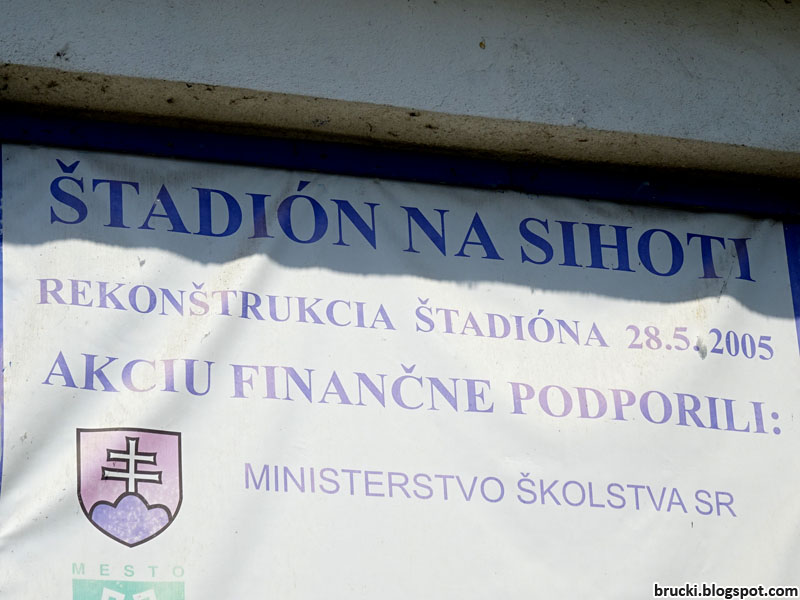 ŠTADIÓN NA SIHOTI
REKONŠTRUKCIA ŠTADIÓNA 28.5.2005
AKCIU FINANČNE PODPORILI:
MINISTERSTVO ŠKOLSTVA SR
MESTO
brucki.blogspot.com